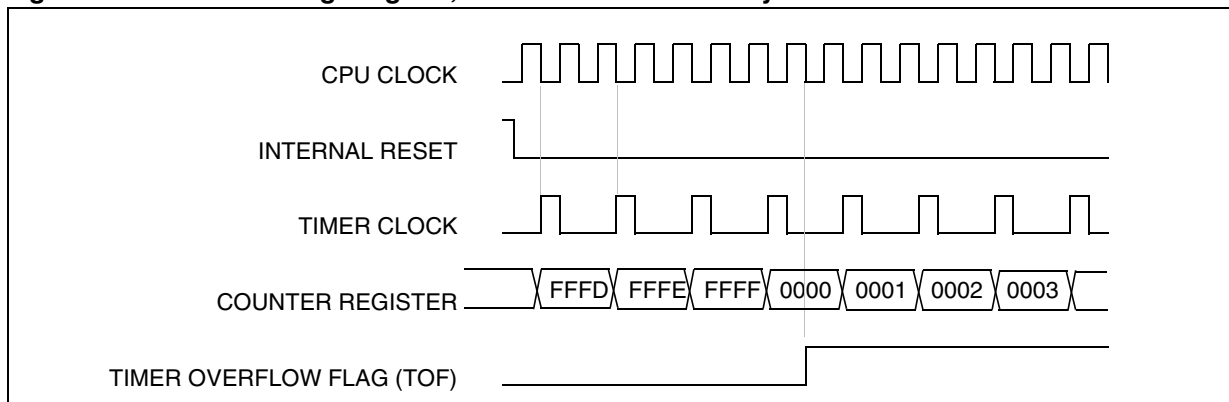 CPU CLOCK
INTERNAL RESET
TIMER CLOCK
COUNTER REGISTER FFFD FFFE FFFF 0000 0001 0002 0003
TIMER OVERFLOW FLAG (TOF)